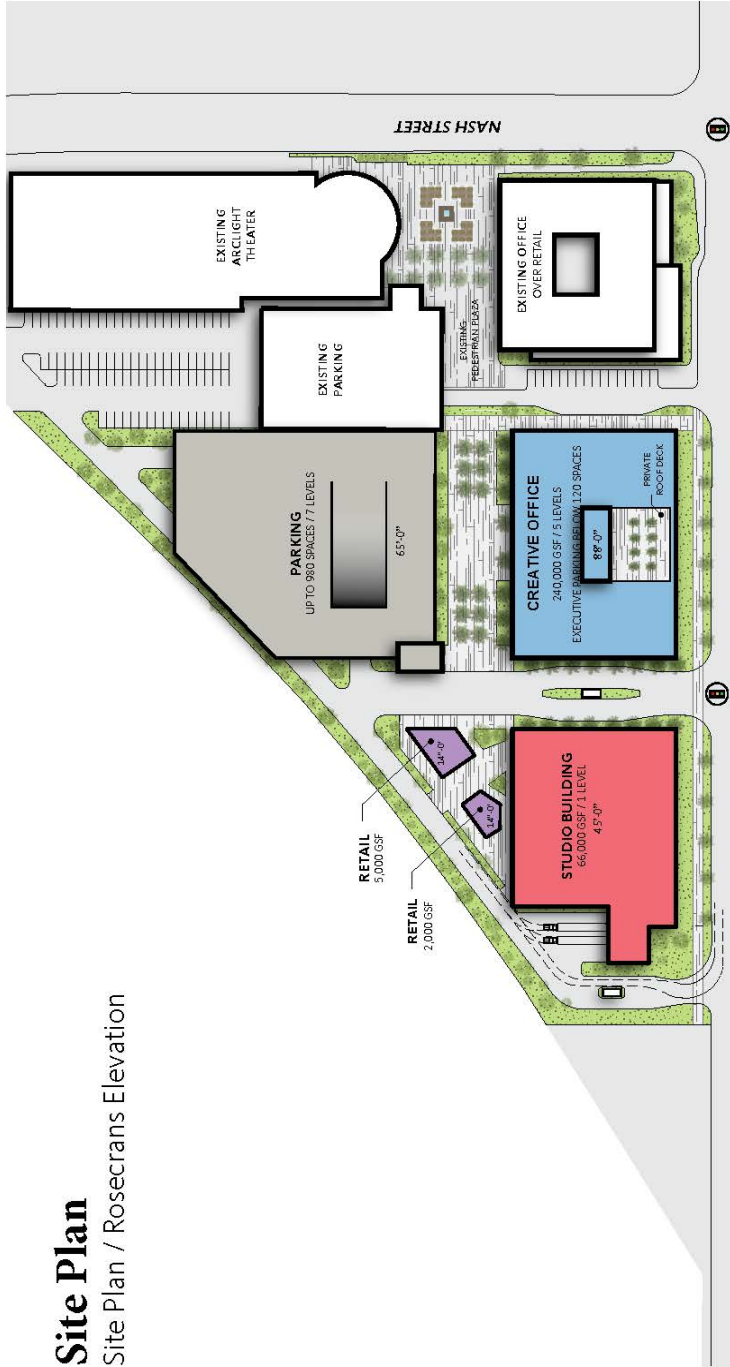 Site Plan
Site Plan / Rosecrans Elevation
RETAIL
5,000 GSF
RETAIL
2,000 GSF
14'-0"
14'-0"
STUDIO BUILDING
66,000 GSF / 1 LEVEL
45'-0"
PARKING
UP TO 980 SPACES / 7 LEVELS
65'-0"
CREATIVE OFFICE
240,000 GSF / 5 LEVELS
EXECUTIVE PARKING BELOW 120 SPACES
88'-0"
PRIVATE
ROOF DECK
EXISTING
PARKING
EXISTING
ARCLIGHT
THEATER
EXISTING
PEDESTRIAN PLAZA
EXISTING OFFICE
OVER RETAIL
NASH STREET